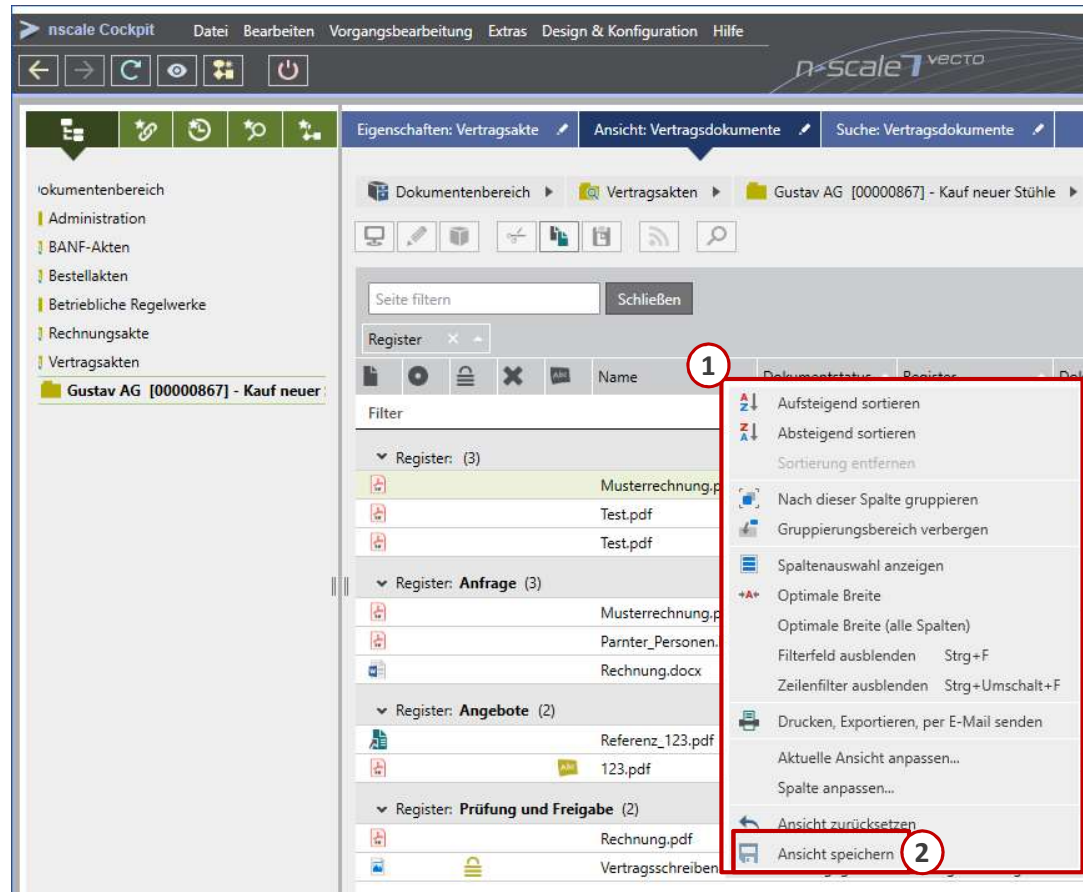 nscale Cockpit Datei Bearbeiten Vorgangsbearbeitung Extras Design & Konfiguration Hilfe
n-scale7 vecto
Eigenschaften: Vertragsakte Ansicht: Vertragsdokumente Suche: Vertragsdokumente
okumentenbereich
Administration
BANF-Akten
Bestellakten
Betriebliche Regelwerke
Rechnungsakte
Vertragsakten
Gustav AG [00000867] - Kauf neuer
Dokumentenbereich Vertragsakten Gustav AG [00000867] - Kauf neuer Stühle
Seite filtern Schließen
Register
1
Abc Name Dokumentstatus Register Dok
Filter
Register: (3)
Musterrechnung.p
Test.pdf
Test.pdf
Register: Anfrage (3)
Musterrechnung.p
Parnter_Personen.
Rechnung.docx
Register: Angebote (2)
Referenz_123.pdf
Abc 123.pdf
Register: Prüfung und Freigabe (2)
Rechnung.pdf
Vertragsschreiben
Aufsteigend sortieren
Absteigend sortieren
Sortierung entfernen
Nach dieser Spalte gruppieren
Gruppierungsbereich verbergen
Spaltenauswahl anzeigen
Optimale Breite
Optimale Breite (alle Spalten)
Filterfeld ausblenden Strg+F
Zeilenfilter ausblenden Strg+Umschalt+F
Drucken, Exportieren, per E-Mail senden
Aktuelle Ansicht anpassen...
Spalte anpassen...
Ansicht zurücksetzen
Ansicht speichern 2